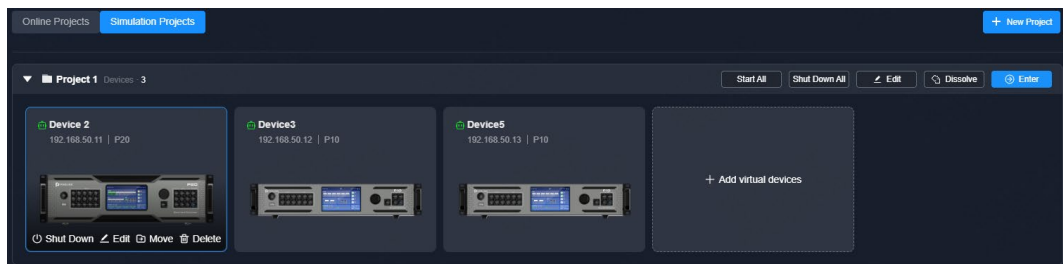 Online Projects Simulation Projects + New Project
Project 1 Devices · 3 Start All Shut Down All Edit Dissolve Enter
Device 2 Device3 Device5
192.168.50.11 | P20 192.168.50.12 | P10 192.168.50.13 | P10
+ Add virtual devices
Shut Down Edit Move Delete